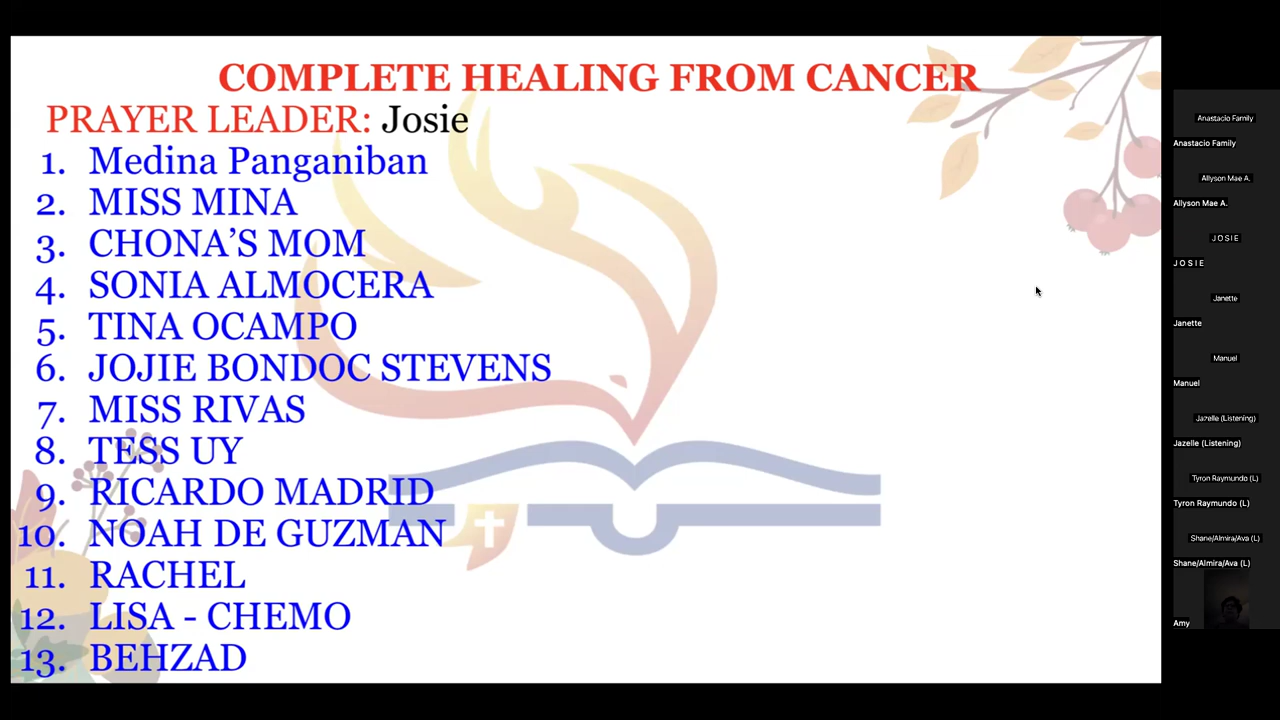 COMPLETE HEALING FROM CANCER
PRAYER LEADER: Josie
1. Medina Panganiban
2. MISS MINA
3. CHONA’S MOM
4. SONIA ALMOCERA
5. TINA OCAMPO
6. JOJIE BONDOC STEVENS
7. MISS RIVAS
8. TESS UY
9. RICARDO MADRID
10. NOAH DE GUZMAN
11. RACHEL
12. LISA - CHEMO
13. BEHZAD
Anastacio Family
Anastacio Family
Allyson Mae A.
Allyson Mae A.
J O S I E
J O S I E
Janette
Janette
Manuel
Manuel
Jazelle (Listening)
Jazelle (Listening)
Tyron Raymundo (L)
Tyron Raymundo (L)
Shane/Almira/Ava (L)
Shane/Almira/Ava (L)
Amy